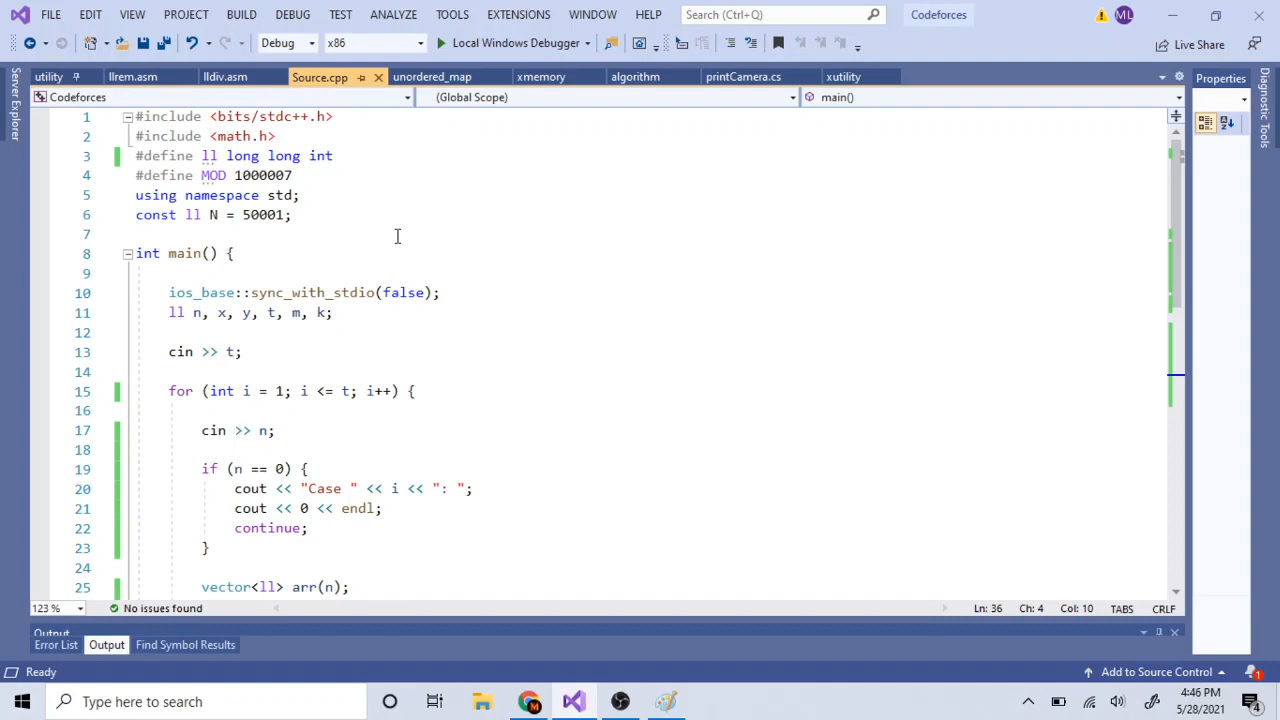 FILE EDIT VIEW PROJECT BUILD DEBUG TEST ANALYZE TOOLS EXTENSIONS WINDOW HELP Search (Ctrl+Q) Codeforces ML
Debug x86 Local Windows Debugger Live Share
utility llrem.asm lldiv.asm Source.cpp unordered_map xmemory algorithm printCamera.cs xutility Properties
Codeforces (Global Scope) main()
Server Explorer
Diagnostic Tools
1 #include <bits/stdc++.h>
2 #include <math.h>
3 #define ll long long int
4 #define MOD 1000007
5 using namespace std;
6 const ll N = 50001;
7
8 int main() {
9
10 ios_base::sync_with_stdio(false);
11 ll n, x, y, t, m, k;
12
13 cin >> t;
14
15 for (int i = 1; i <= t; i++) {
16
17 cin >> n;
18
19 if (n == 0) {
20 cout << "Case " << i << ": ";
21 cout << 0 << endl;
22 continue;
23 }
24
25 vector<ll> arr(n);
123 % No issues found Ln: 36 Ch: 4 Col: 10 TABS CRLF
Output
Error List Output Find Symbol Results
Ready Add to Source Control 1
Type here to search 4:46 PM
5/28/2021 4